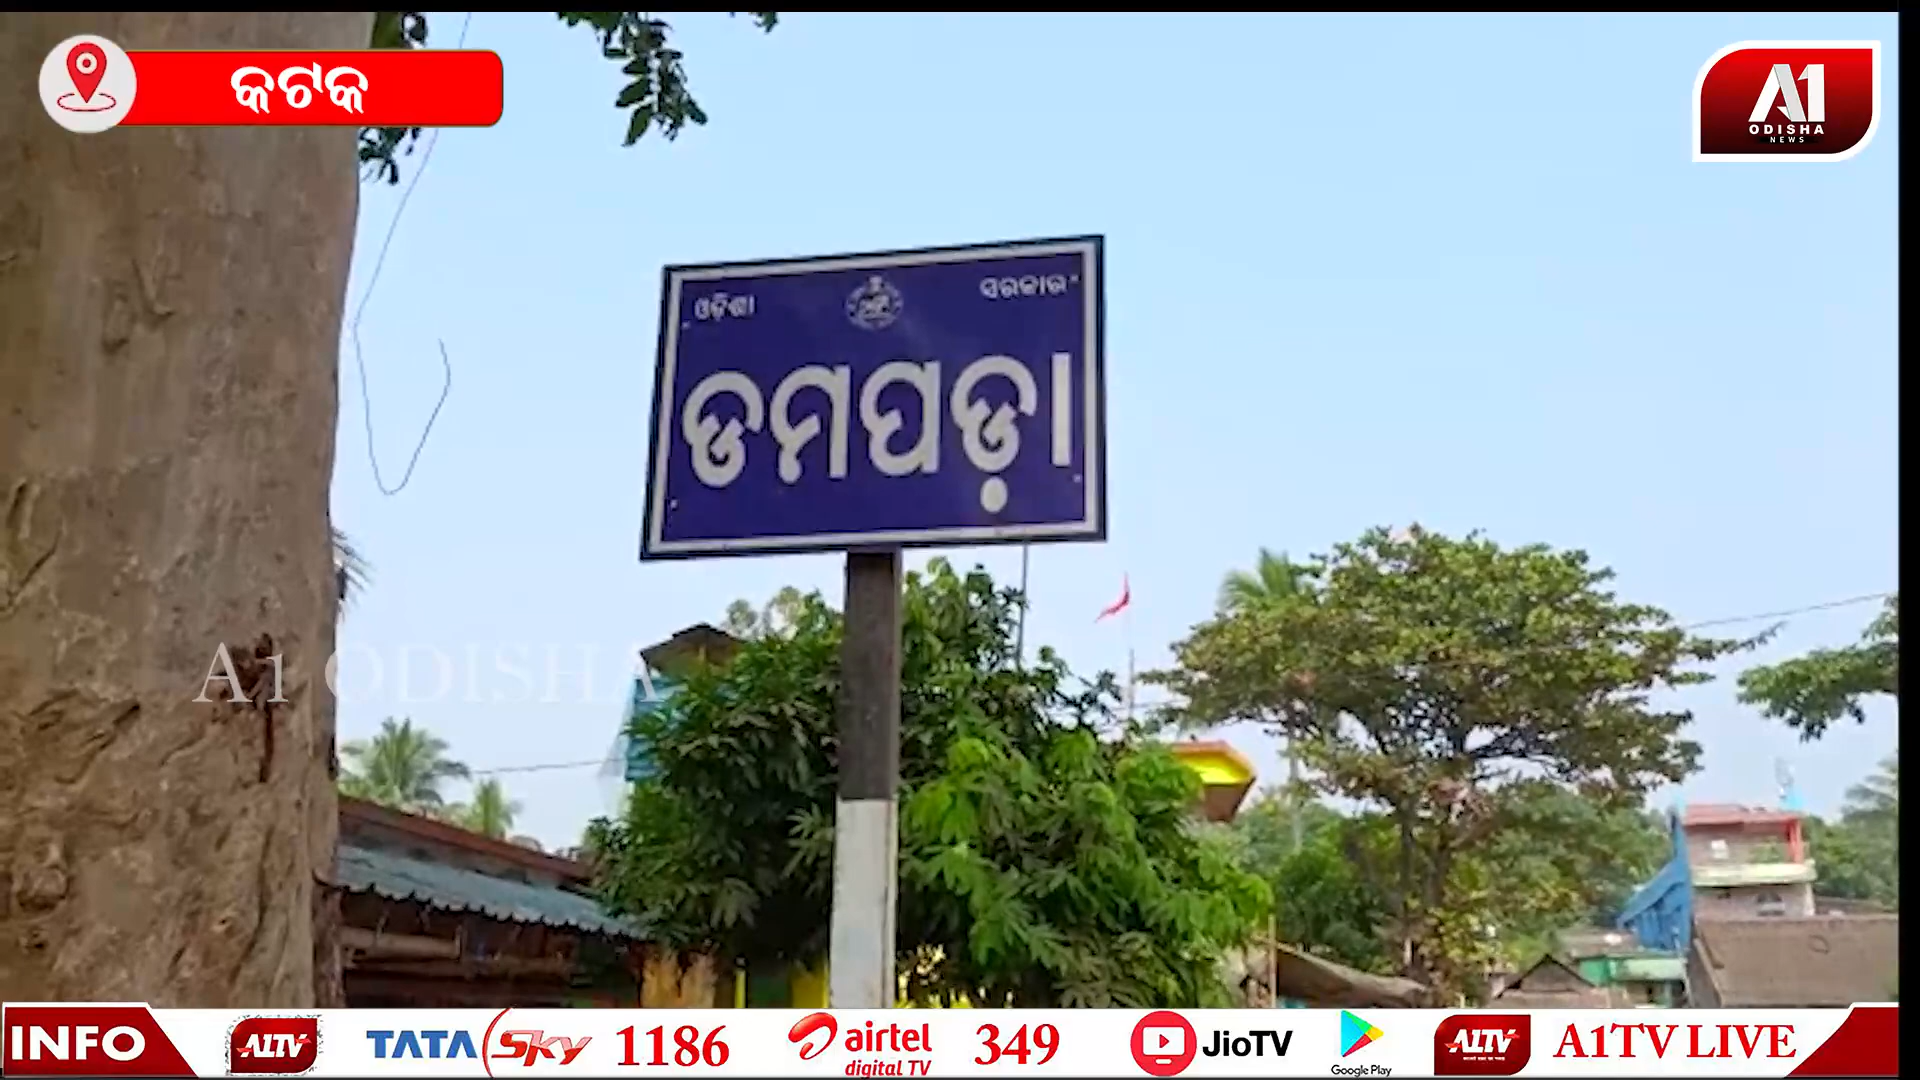 କଟକ
A1
ODISHA
NEWS
ଓଡ଼ିଶା ସରକାର
ଡମପଡ଼ା
A1 ODISHA
INFO A1TV TATA Sky 1186 airtel digital TV 349 JioTV Google Play A1TV A1TV LIVE